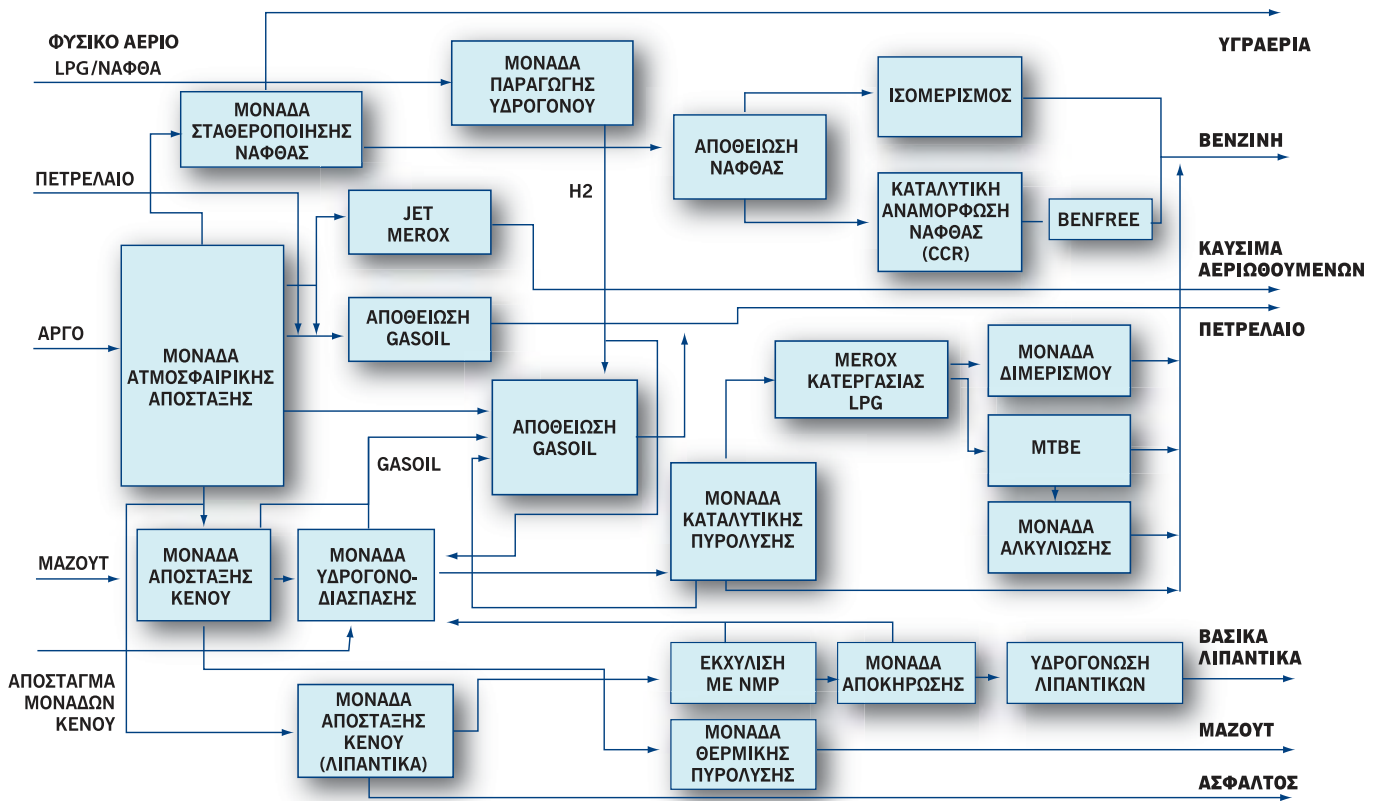 ΦΥΣΙΚΟ ΑΕΡΙΟ
LPG/ΝΑΦΘΑ
ΜΟΝΑΔΑ
ΠΑΡΑΓΩΓΗΣ
ΥΔΡΟΓΟΝΟΥ
ΥΓΡΑΕΡΙΑ
ΜΟΝΑΔΑ
ΣΤΑΘΕΡΟΠΟΙΗΣΗΣ
ΝΑΦΘΑΣ
ΙΣΟΜΕΡΙΣΜΟΣ
ΑΠΟΘΕΙΩΣΗ
ΝΑΦΘΑΣ
ΒΕΝΖΙΝΗ
ΠΕΤΡΕΛΑΙΟ
H2
JET
MEROX
ΚΑΤΑΛΥΤΙΚΗ
ΑΝΑΜΟΡΦΩΣΗ
ΝΑΦΘΑΣ
(CCR)
BENFREE
ΚΑΥΣΙΜΑ
ΑΕΡΙΩΘΟΥΜΕΝΩΝ
ΑΠΟΘΕΙΩΣΗ
GASOIL
ΠΕΤΡΕΛΑΙΟ
ΑΡΓΟ
ΜΟΝΑΔΑ
ΑΤΜΟΣΦΑΙΡΙΚΗΣ
ΑΠΟΣΤΑΞΗΣ
MEROX
ΚΑΤΕΡΓΑΣΙΑΣ
LPG
ΜΟΝΑΔΑ
ΔΙΜΕΡΙΣΜΟΥ
ΑΠΟΘΕΙΩΣΗ
GASOIL
MTBE
GASOIL
ΜΟΝΑΔΑ
ΚΑΤΑΛΥΤΙΚΗΣ
ΠΥΡΟΛΥΣΗΣ
ΜΟΝΑΔΑ
ΑΛΚΥΛΙΩΣΗΣ
ΜΑΖΟΥΤ
ΜΟΝΑΔΑ
ΑΠΟΣΤΑΞΗΣ
ΚΕΝΟΥ
ΜΟΝΑΔΑ
ΥΔΡΟΓΟΝΟ-
ΔΙΑΣΠΑΣΗΣ
ΑΠΟΣΤΑΓΜΑ
ΜΟΝΑΔΩΝ
ΚΕΝΟΥ
ΕΚΧΥΛΙΣΗ
ΜΕ NMP
ΜΟΝΑΔΑ
ΑΠΟΚΗΡΩΣΗΣ
ΥΔΡΟΓΟΝΩΣΗ
ΛΙΠΑΝΤΙΚΩΝ
ΒΑΣΙΚΑ
ΛΙΠΑΝΤΙΚΑ
ΜΟΝΑΔΑ
ΑΠΟΣΤΑΞΗΣ
ΚΕΝΟΥ
(ΛΙΠΑΝΤΙΚΑ)
ΜΟΝΑΔΑ
ΘΕΡΜΙΚΗΣ
ΠΥΡΟΛΥΣΗΣ
ΜΑΖΟΥΤ
ΑΣΦΑΛΤΟΣ